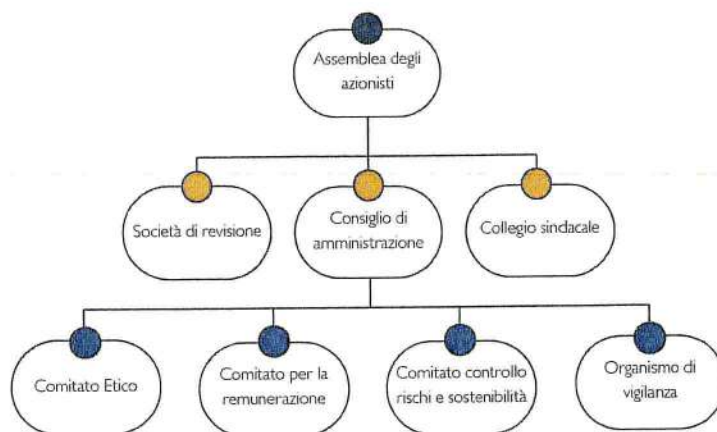 Assemblea degli
azionisti
Società di revisione
Consiglio di
amministrazione
Collegio sindacale
Comitato Etico
Comitato per la
remunerazione
Comitato controllo
rischi e sostenibilità
Organismo di
vigilanza